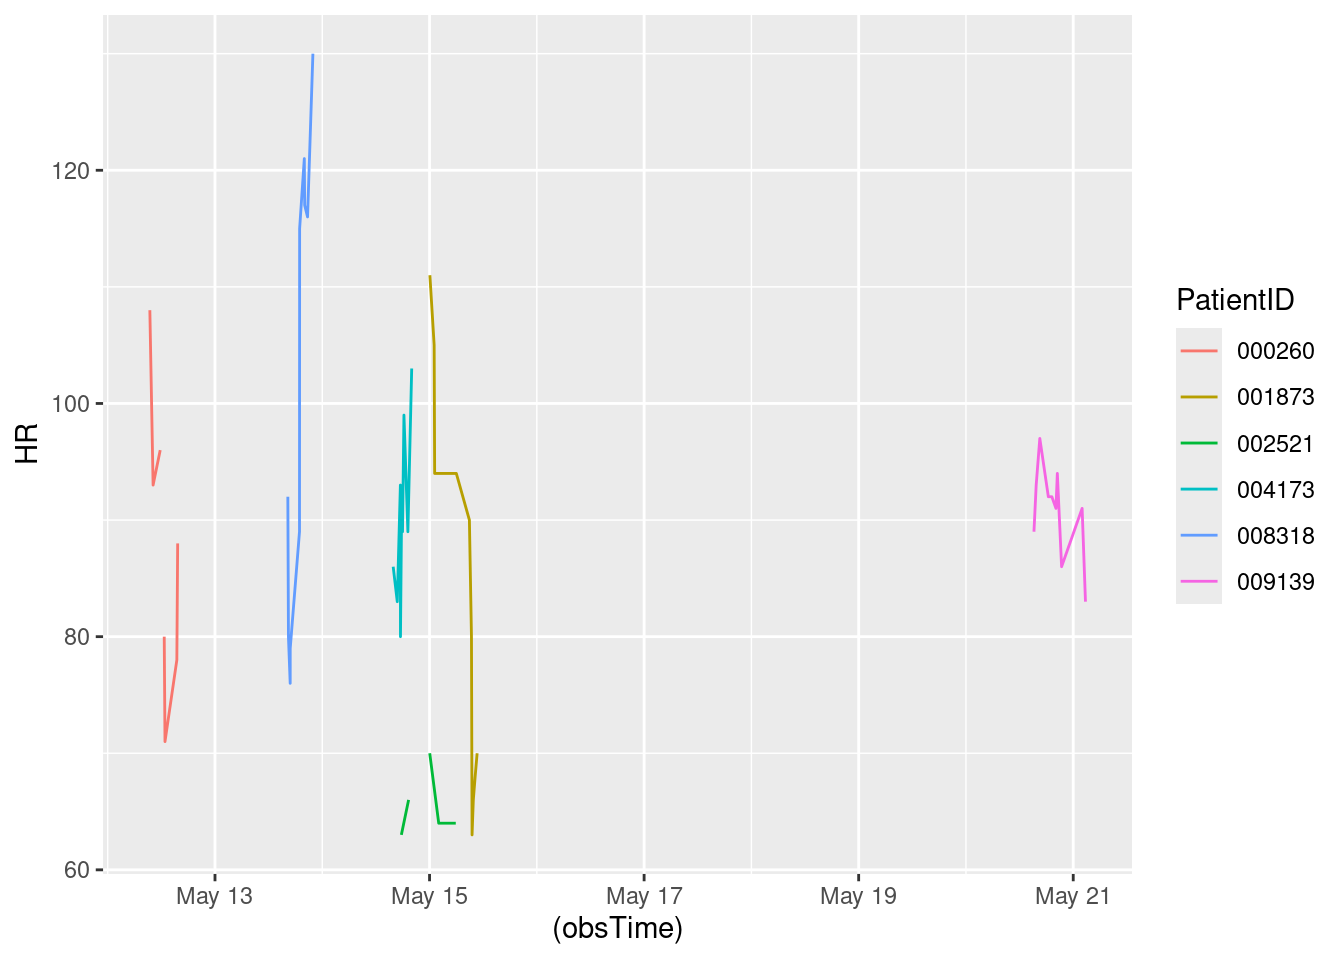 120
100
80
60
HR
May 13
May 15
May 17
May 19
May 21
(obsTime)
PatientID
000260
001873
002521
004173
008318
009139